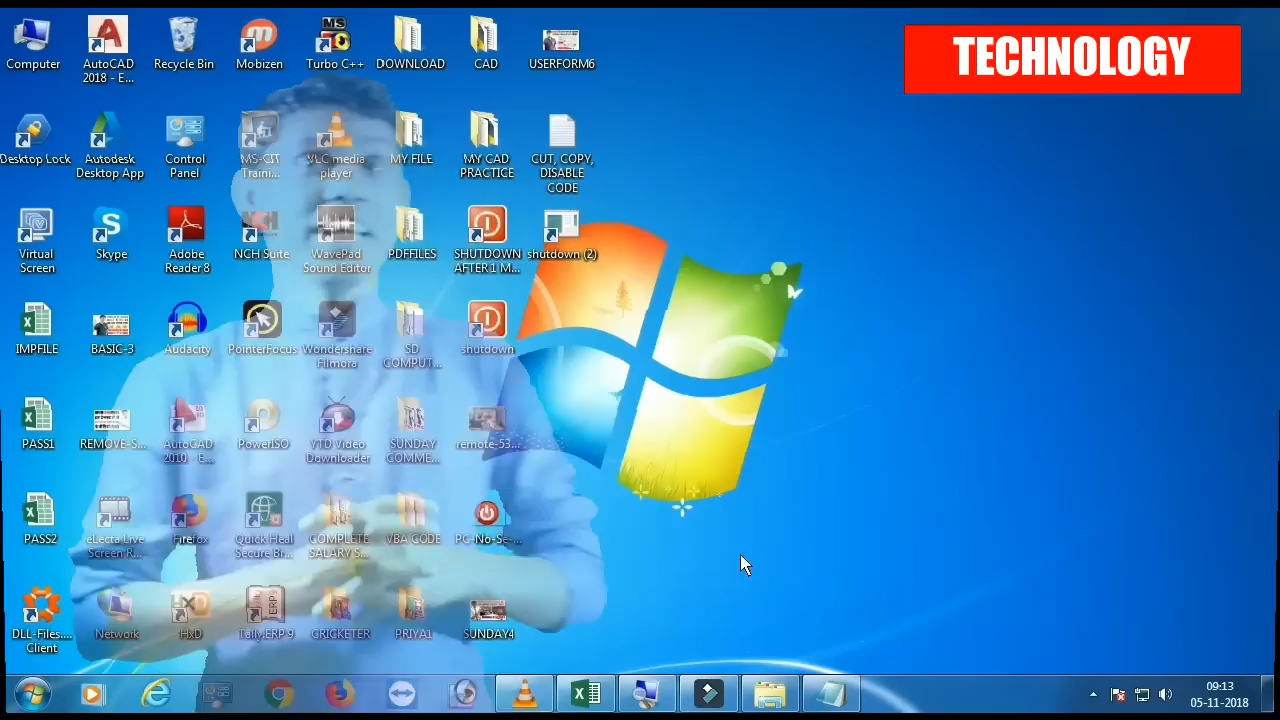 TECHNOLOGY
Computer
AutoCAD
2018 - E...
Recycle Bin
Mobizen
MS
Turbo C++
DOWNLOAD
CAD
USERFORM6
Desktop Lock
Autodesk
Desktop App
Control
Panel
MS-CIT
Traini...
VLC media
player
MY FILE
MY CAD
PRACTICE
CUT, COPY,
DISABLE
CODE
Virtual
Screen
Skype
Adobe
Reader 8
NCH Suite
WavePad
Sound Editor
PDFFILES
SHUTDOWN
AFTER 1 M...
shutdown (2)
IMPFILE
BASIC-3
Audacity
PointerFocus
Wondershare
Filmora
SD
COMPUT...
shutdown
PASS1
REMOVE-S...
AutoCAD
2010 - E...
PowerISO
VTD Video
Downloader
SUNDAY
COMME...
remote-53...
PASS2
eLecta Live
Screen R...
Firefox
Quick Heal
Secure Br...
COMPLETE
SALARY S...
VBA CODE
PC-No-Se-...
DLL-Files....
Client
Network
HxD
Tally.ERP 9
CRICKETER
PRIYA1
SUNDAY4
09:13
05-11-2018